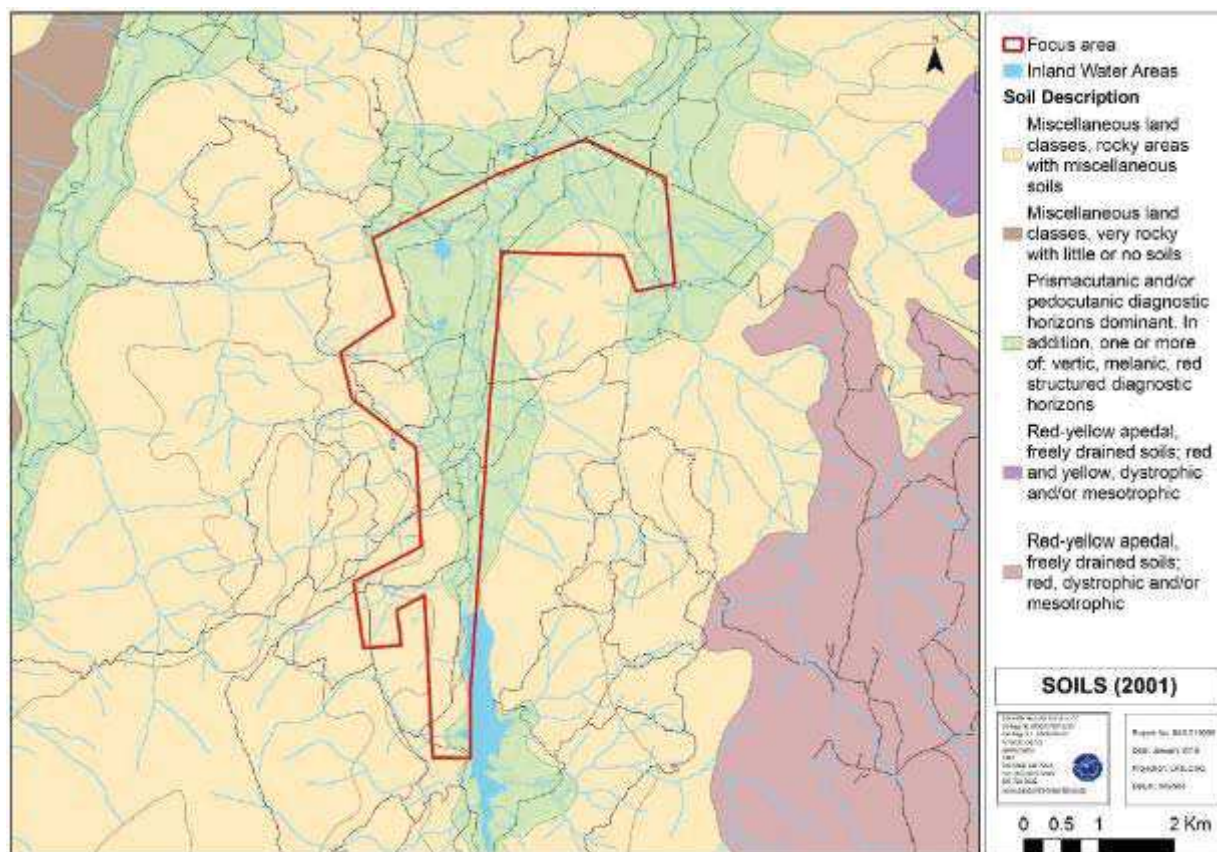 Focus area
Inland Water Areas
Soil Description
Miscellaneous land
classes, rocky areas
with miscellaneous
soils
Miscellaneous land
classes, very rocky
with little or no soils
Prismacutanic and/or
pedocutanic diagnostic
horizons dominant. In
addition, one or more
of: vertic, melanic, red
structured diagnostic
horizons
Red-yellow apedal,
freely drained soils; red
and yellow, dystrophic
and/or mesotrophic
Red-yellow apedal,
freely drained soils;
red, dystrophic and/or
mesotrophic
SOILS (2001)
0 0.5 1 2 Km